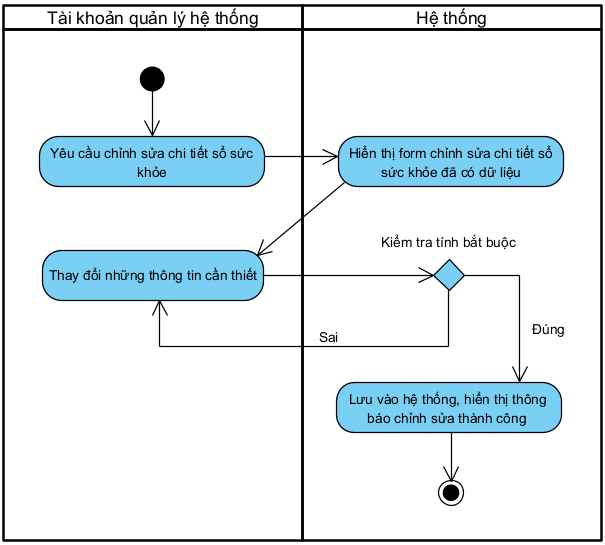 Tài khoản quản lý hệ thống
Hệ thống
Yêu cầu chỉnh sửa chi tiết sổ sức
khỏe
Hiển thị form chỉnh sửa chi tiết sổ
sức khỏe đã có dữ liệu
Kiểm tra tính bắt buộc
Thay đổi những thông tin cần thiết
Đúng
Sai
Lưu vào hệ thống, hiển thị thông
báo chỉnh sửa thành công